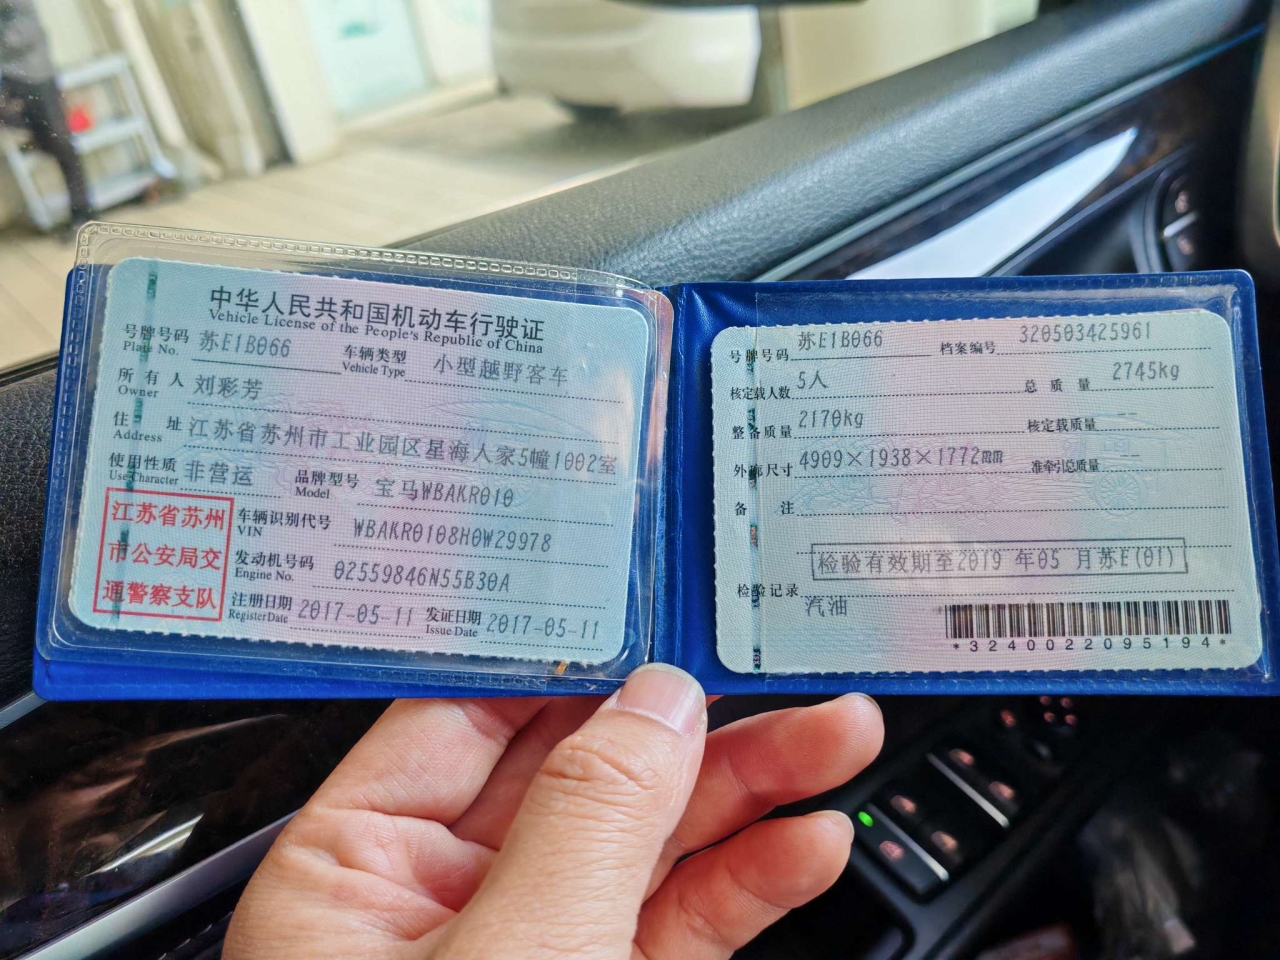 中华人民共和国机动车行驶证
Vehicle License of the People's Republic of China
号牌号码 苏E1B066 车辆类型 小型越野客车
Plate No. Vehicle Type
所有人 刘彩芳
Owner
住址 江苏省苏州市工业园区星海人家5幢1002室
Address
使用性质 非营运 品牌型号 宝马WBAKR010
Use Character Model
江苏省苏州
市公安局交
通警察支队
车辆识别代号 WBAKR0108H0W29978
VIN
发动机号码 02559846N55B30A
Engine No.
注册日期 2017-05-11 发证日期 2017-05-11
Register Date Issue Date
号牌号码 苏E1B066 档案编号 320503425961
核定载人数 5人 总质量 2745kg
整备质量 2170kg 核定载质量 --
外廓尺寸 4909×1938×1772mm 准牵引总质量 --
备注
检验有效期至2019 年05 月苏E(01)
检验记录
汽油
*3240022095194*